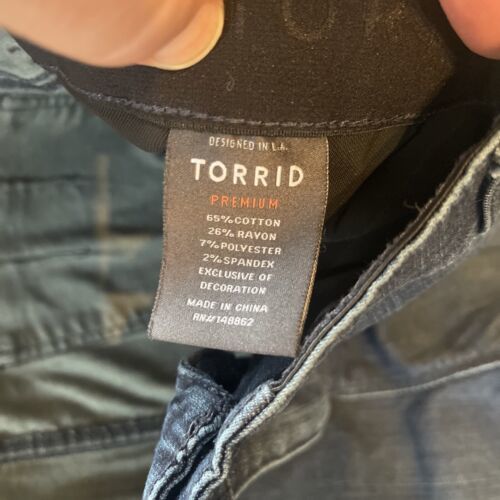 DESIGNED IN L.A.
TORRID
PREMIUM
65% COTTON
26% RAYON
7% POLYESTER
2% SPANDEX
EXCLUSIVE OF
DECORATION
MADE IN CHINA
RN#148862